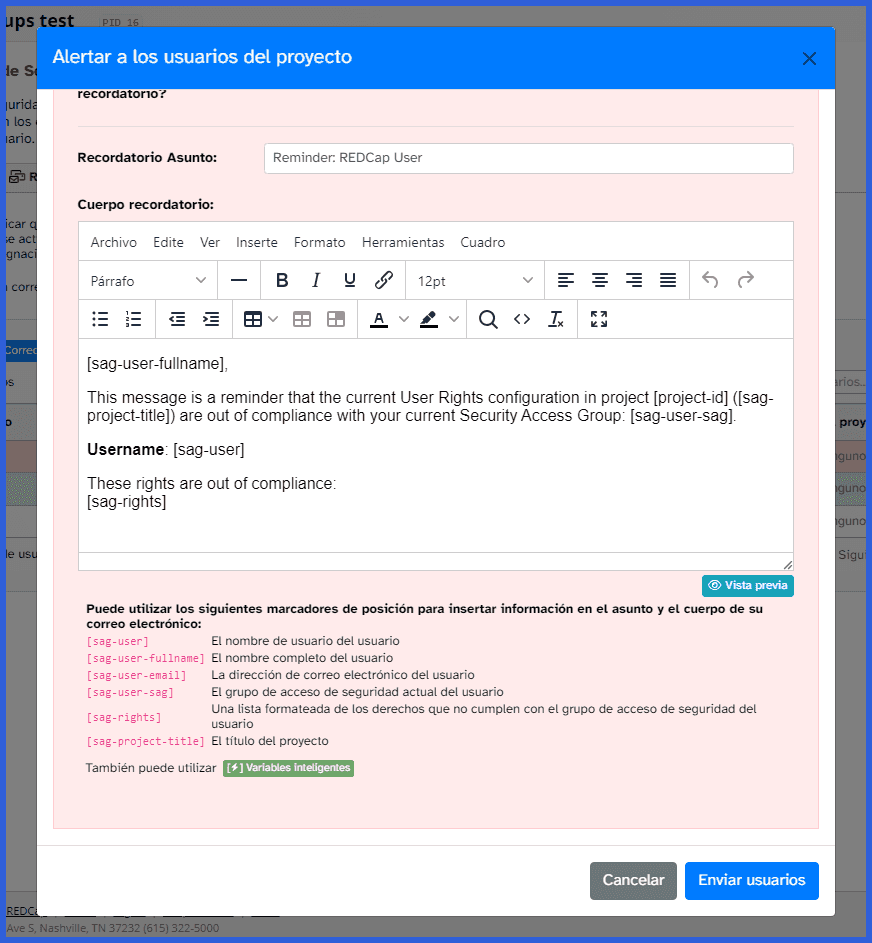 ups test PID 16
Alertar a los usuarios del proyecto
recordatorio?
Recordatorio Asunto: Reminder: REDCap User
Cuerpo recordatorio:
Archivo Edite Ver Inserte Formato Herramientas Cuadro
Párrafo B I U 12pt
A
[sag-user-fullname],
This message is a reminder that the current User Rights configuration in project [project-id] ([sag-
project-title]) are out of compliance with your current Security Access Group: [sag-user-sag].
Username: [sag-user]
These rights are out of compliance:
[sag-rights]
Vista previa
Puede utilizar los siguientes marcadores de posición para insertar información en el asunto y el cuerpo de su
correo electrónico:
[sag-user] El nombre de usuario del usuario
[sag-user-fullname] El nombre completo del usuario
[sag-user-email] La dirección de correo electrónico del usuario
[sag-user-sag] El grupo de acceso de seguridad actual del usuario
[sag-rights] Una lista formateada de los derechos que no cumplen con el grupo de acceso de seguridad del
usuario
[sag-project-title] El título del proyecto
También puede utilizar [⚡] Variables inteligentes
Cancelar Enviar usuarios
Ave S, Nashville, TN 37232 (615) 322-5000